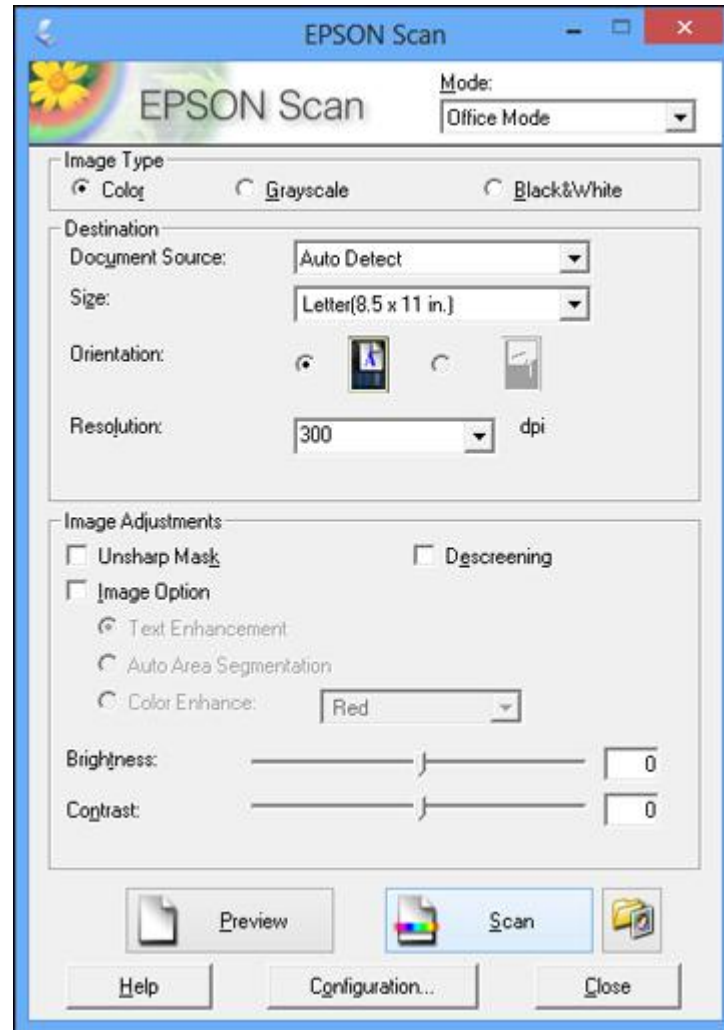 EPSON Scan
EPSON Scan
Mode:
Office Mode
Image Type
Color Grayscale Black&White
Destination
Document Source: Auto Detect
Size: Letter(8.5 x 11 in.)
Orientation: A
Resolution: 300 dpi
Image Adjustments
Unsharp Mask Descreening
Image Option
Text Enhancement
Auto Area Segmentation
Color Enhance: Red
Brightness: 0
Contrast: 0
Preview Scan
Help Configuration... Close